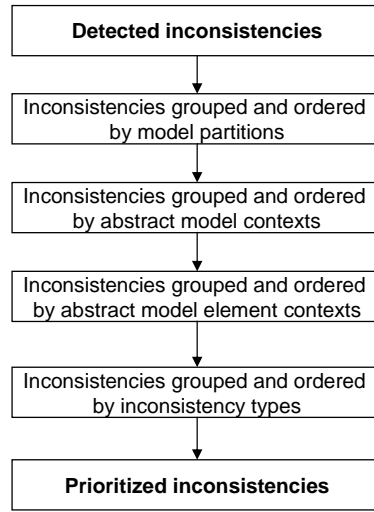 Detected inconsistencies
Inconsistencies grouped and ordered
by model partitions
Inconsistencies grouped and ordered
by abstract model contexts
Inconsistencies grouped and ordered
by abstract model element contexts
Inconsistencies grouped and ordered
by inconsistency types
Prioritized inconsistencies